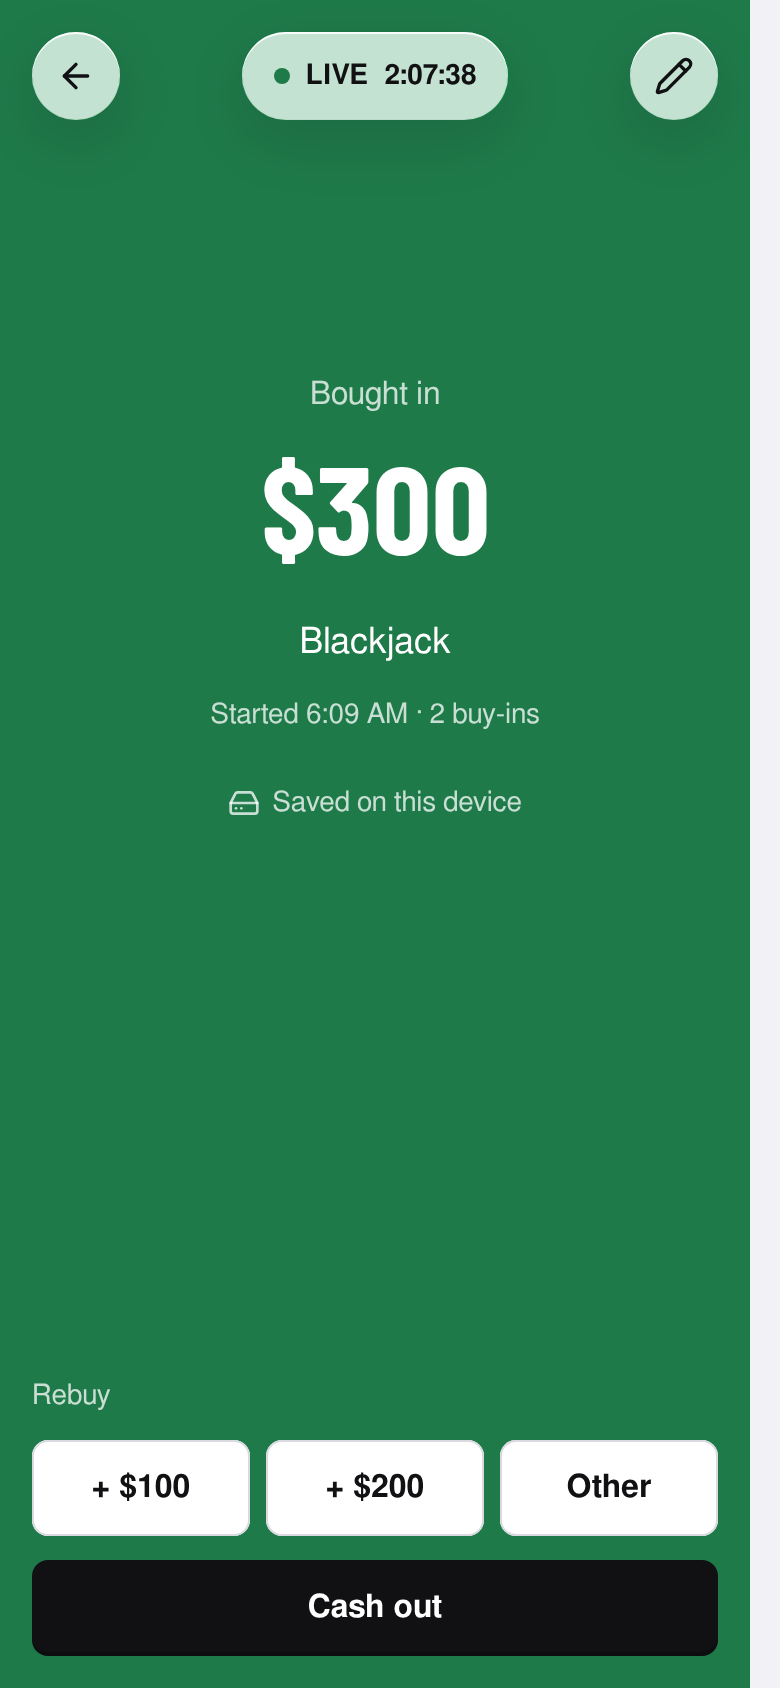 LIVE 2:07:38
Bought in
$300
Blackjack
Started 6:09 AM · 2 buy-ins
Saved on this device
Rebuy
+ $100 + $200 Other
Cash out